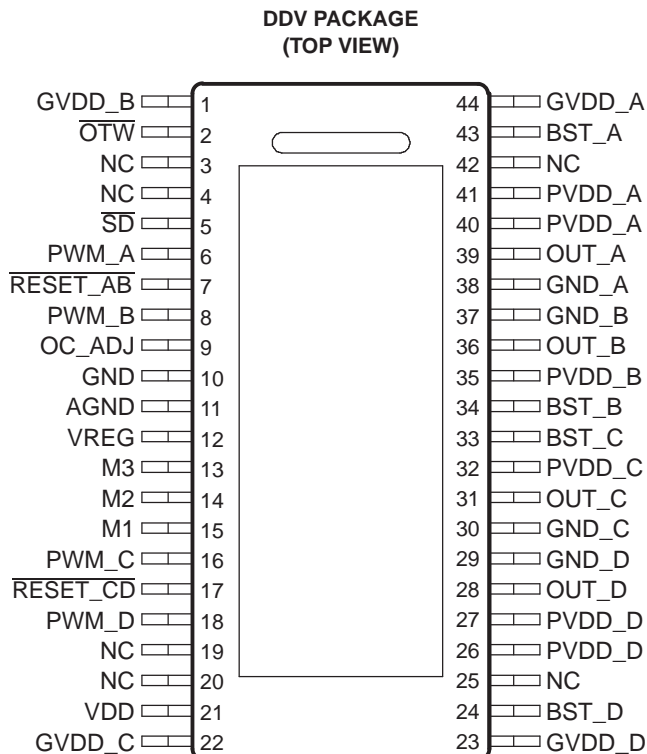 DDV PACKAGE
(TOP VIEW)
GVDD_B 1 44 GVDD_A
OTW 2 43 BST_A
NC 3 42 NC
NC 4 41 PVDD_A
SD 5 40 PVDD_A
PWM_A 6 39 OUT_A
RESET_AB 7 38 GND_A
PWM_B 8 37 GND_B
OC_ADJ 9 36 OUT_B
GND 10 35 PVDD_B
AGND 11 34 BST_B
VREG 12 33 BST_C
M3 13 32 PVDD_C
M2 14 31 OUT_C
M1 15 30 GND_C
PWM_C 16 29 GND_D
RESET_CD 17 28 OUT_D
PWM_D 18 27 PVDD_D
NC 19 26 PVDD_D
NC 20 25 NC
VDD 21 24 BST_D
GVDD_C 22 23 GVDD_D